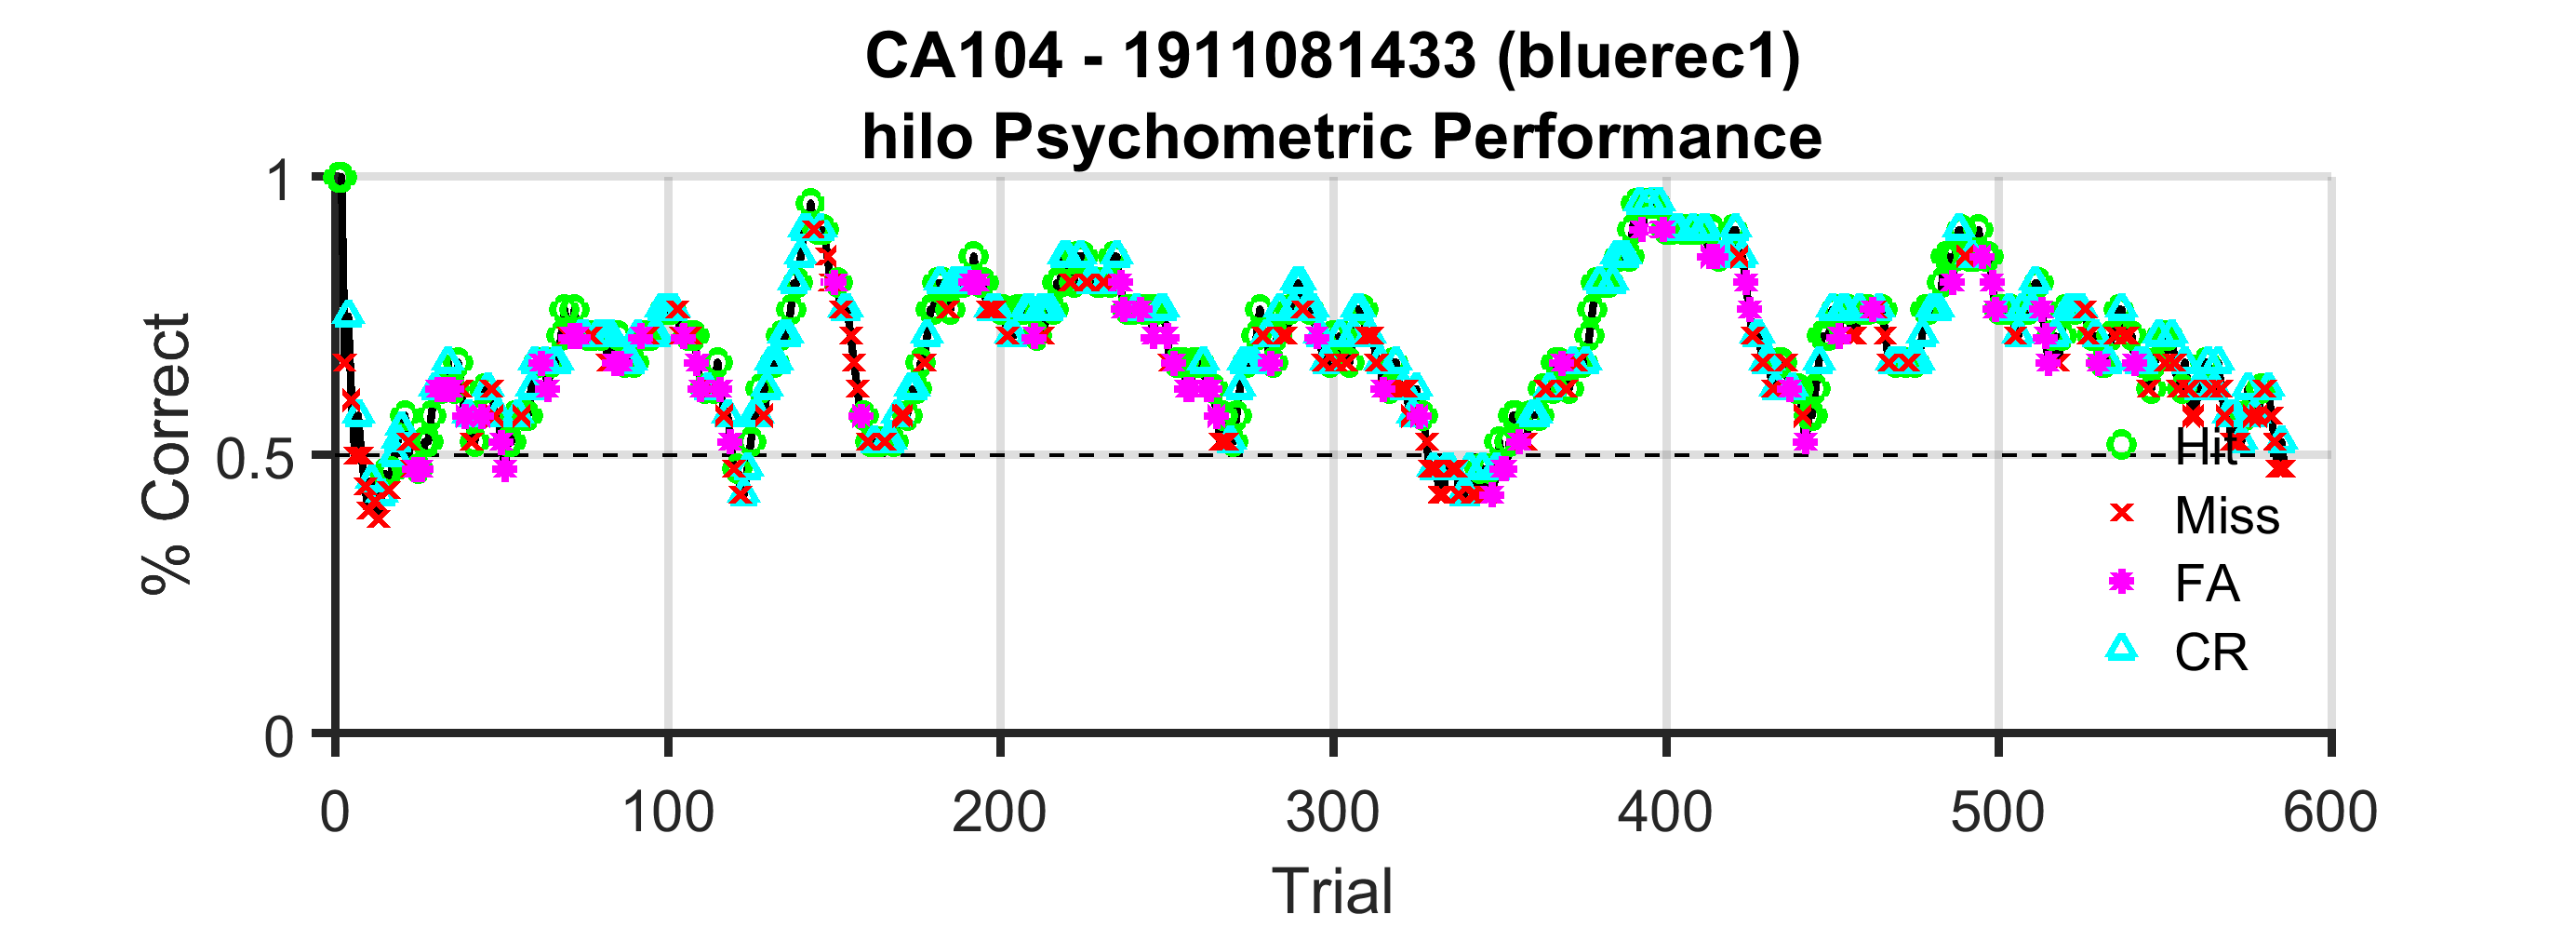 CA104 - 1911081433 (bluerec1)
hilo Psychometric Performance
% Correct
1
0.5
0
Hit
Miss
FA
CR
0 100 200 300 400 500 600
Trial